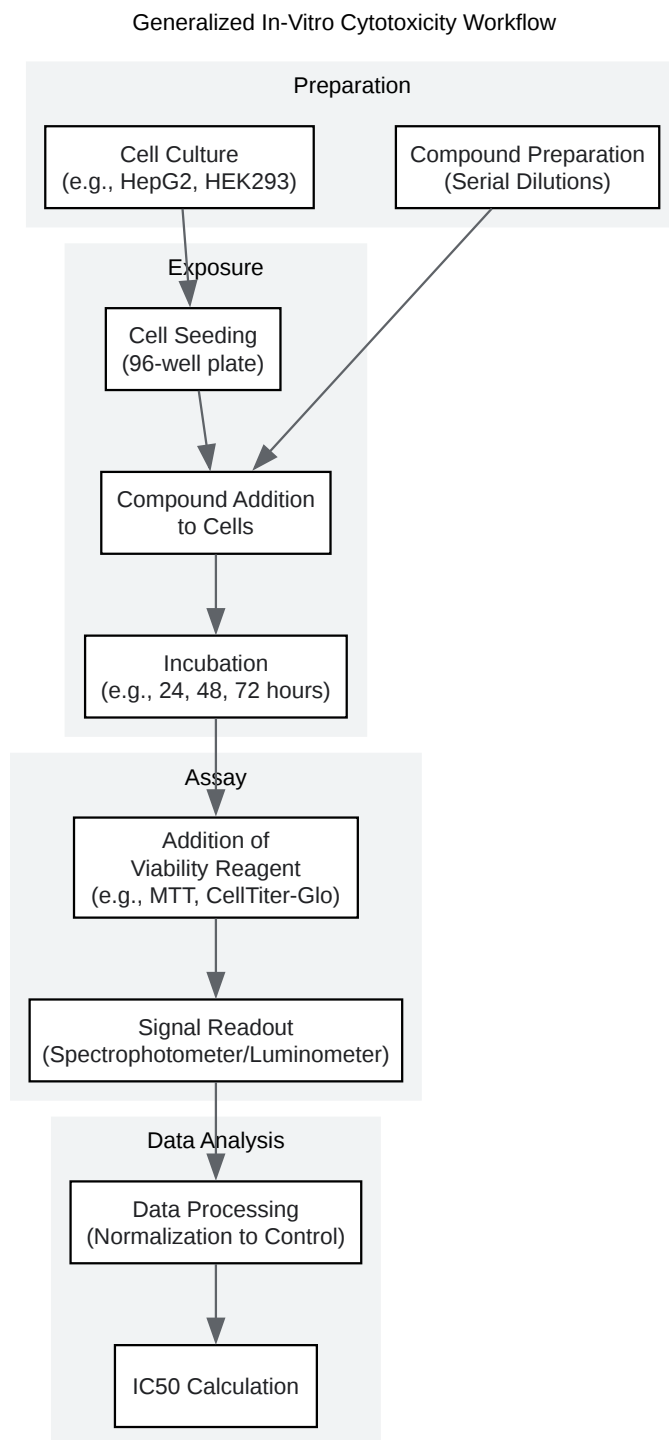 Generalized In-Vitro Cytotoxicity Workflow
Preparation
Cell Culture
(e.g., HepG2, HEK293)
Compound Preparation
(Serial Dilutions)
Exposure
Cell Seeding
(96-well plate)
Compound Addition
to Cells
Incubation
(e.g., 24, 48, 72 hours)
Assay
Addition of
Viability Reagent
(e.g., MTT, CellTiter-Glo)
Signal Readout
(Spectrophotometer/Luminometer)
Data Analysis
Data Processing
(Normalization to Control)
IC50 Calculation